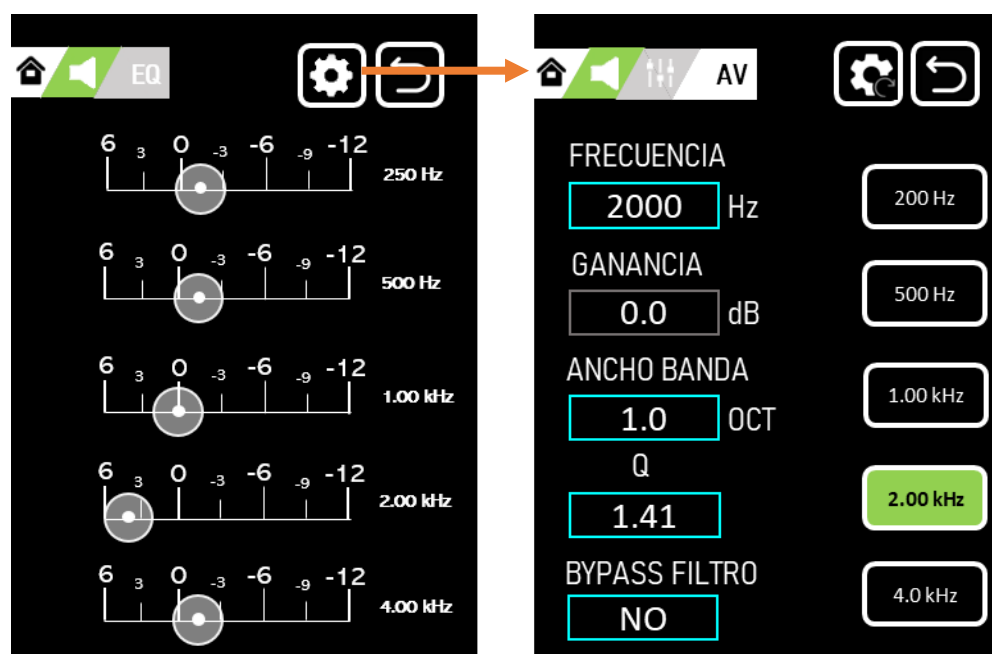 EQ
6 3 0 -3 -6 -9 -12
250 Hz
6 3 0 -3 -6 -9 -12
500 Hz
6 3 0 -3 -6 -9 -12
1.00 kHz
6 3 0 -3 -6 -9 -12
2.00 kHz
6 3 0 -3 -6 -9 -12
4.00 kHz
AV
FRECUENCIA
2000 Hz
GANANCIA
0.0 dB
ANCHO BANDA
1.0 OCT
Q
1.41
BYPASS FILTRO
NO
200 Hz
500 Hz
1.00 kHz
2.00 kHz
4.0 kHz